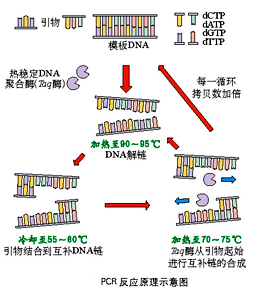 引物
模板DNA
dCTP
dATP
dGTP
dTTP
热稳定DNA
聚合酶(Taq酶)
每一循环
拷贝数加倍
加热至90~95℃
DNA解链
冷却至55~60℃
引物结合到互补DNA链
加热至70~75℃
Taq酶从引物起始
进行互补链的合成
PCR反应原理示意图